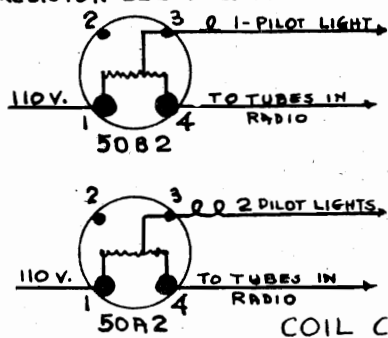 2 3 1-PILOT LIGHT
110 V. TO TUBES IN
1 4 RADIO
50B2
2 3 2 PILOT LIGHTS
110 V. TO TUBES IN
1 4 RADIO
50A2
COIL C